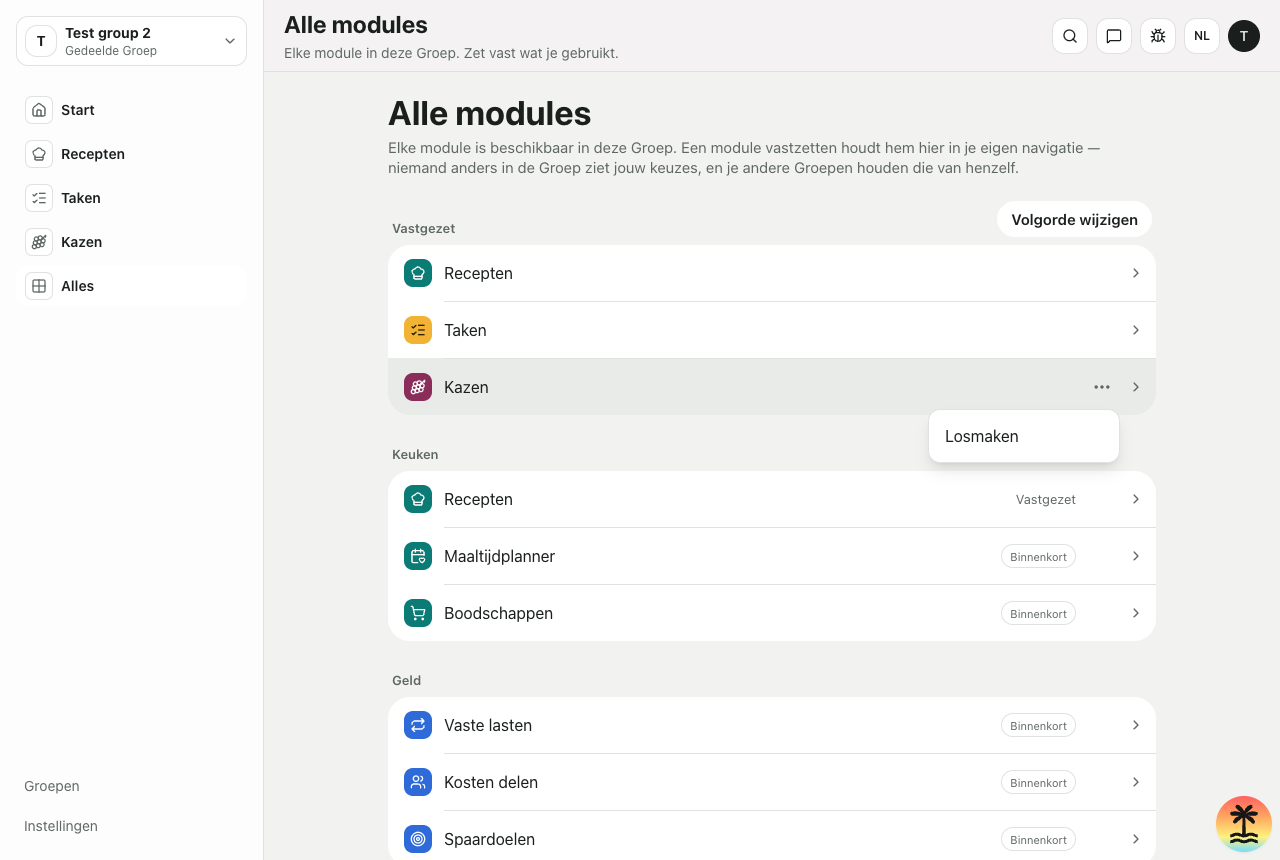 T
Test group 2
Gedeelde Groep
Start
Recepten
Taken
Kazen
Alles
Groepen
Instellingen
Alle modules
Elke module in deze Groep. Zet vast wat je gebruikt.
NL
T
Alle modules
Elke module is beschikbaar in deze Groep. Een module vastzetten houdt hem hier in je eigen navigatie —
niemand anders in de Groep ziet jouw keuzes, en je andere Groepen houden die van henzelf.
Vastgezet
Volgorde wijzigen
Recepten
Taken
Kazen
Losmaken
Keuken
Recepten
Vastgezet
Maaltijdplanner
Binnenkort
Boodschappen
Binnenkort
Geld
Vaste lasten
Binnenkort
Kosten delen
Binnenkort
Spaardoelen
Binnenkort